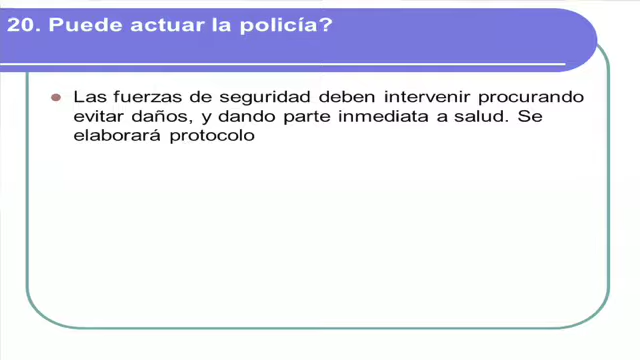 20. Puede actuar la policía?
Las fuerzas de seguridad deben intervenir procurando
evitar daños, y dando parte inmediata a salud. Se
elaborará protocolo